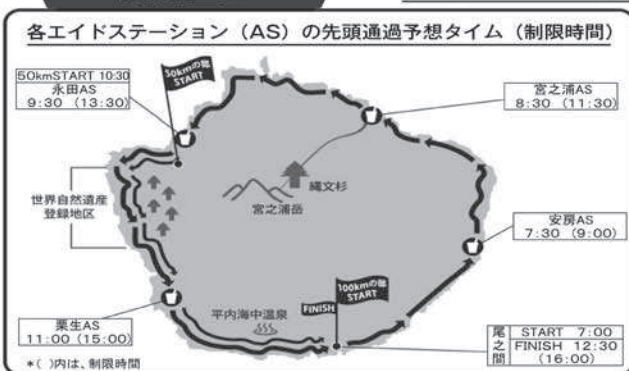 各エイドステーション(AS)の先頭通過予想タイム(制限時間)
50kmSTART 10:30
永田AS
9:30 (13:30)
50kmの部
START
宮之浦AS
8:30 (11:30)
縄文杉
宮之浦岳
世界自然遺産
登録地区
安房AS
7:30 (9:00)
100kmの部
START
FINISH
平内海中温泉
栗生AS
11:00 (15:00)
尾之間
START 7:00
FINISH 12:30
(16:00)
*( )内は、制限時間